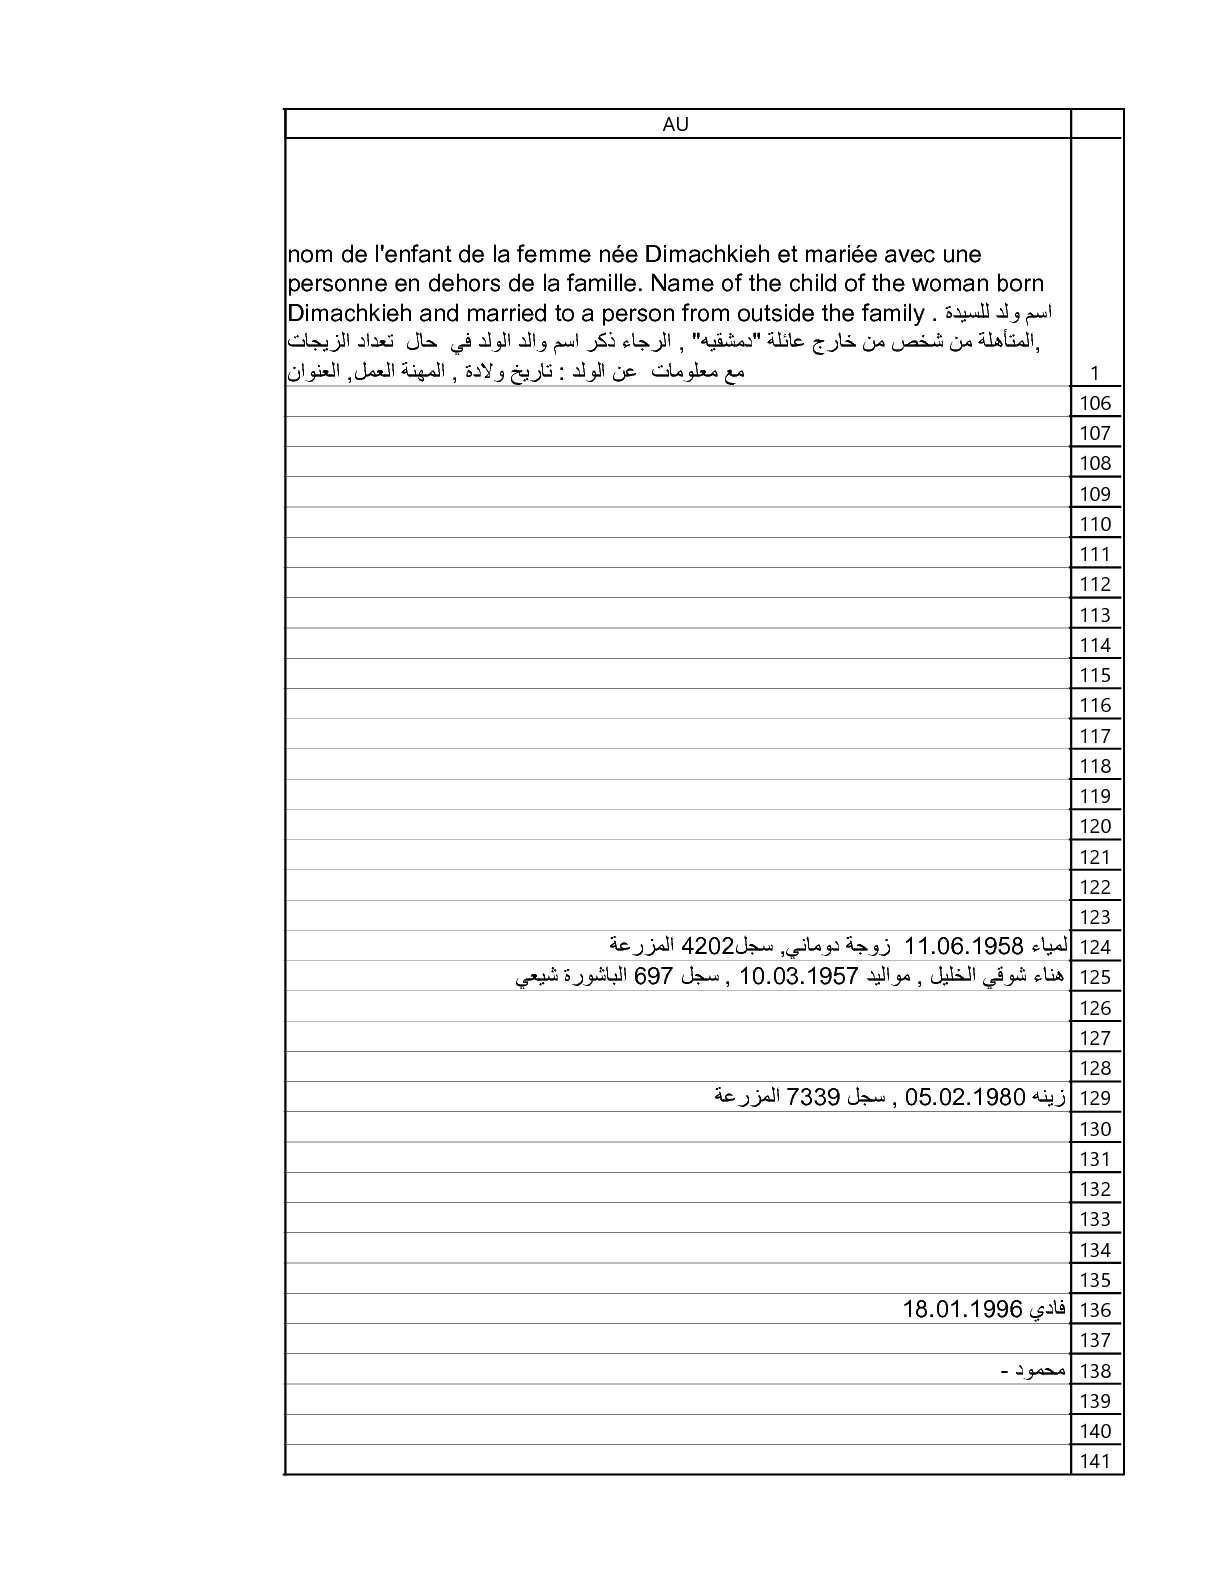 AU
nom de l'enfant de la femme née Dimachkieh et mariée avec une
personne en dehors de la famille. Name of the child of the woman born
Dimachkieh and married to a person from outside the family . اسم ولد للسيدة
المتأهلة من شخص من خارج عائلة "دمشقيه" , الرجاء ذكر اسم والد الولد في حال تعداد الزيجات,
مع معلومات عن الولد : تاريخ ولادة , المهنة العمل, العنوان
1
106
107
108
109
110
111
112
113
114
115
116
117
118
119
120
121
122
123
124 لمياء 11.06.1958 زوجة دوماني, سجل4202 المزرعة
125 هناء شوقي الخليل , مواليد 10.03.1957 , سجل 697 الباشورة شيعي
126
127
128
129 زينه 05.02.1980 , سجل 7339 المزرعة
130
131
132
133
134
135
136 فادي 18.01.1996
137
138 محمود -
139
140
141